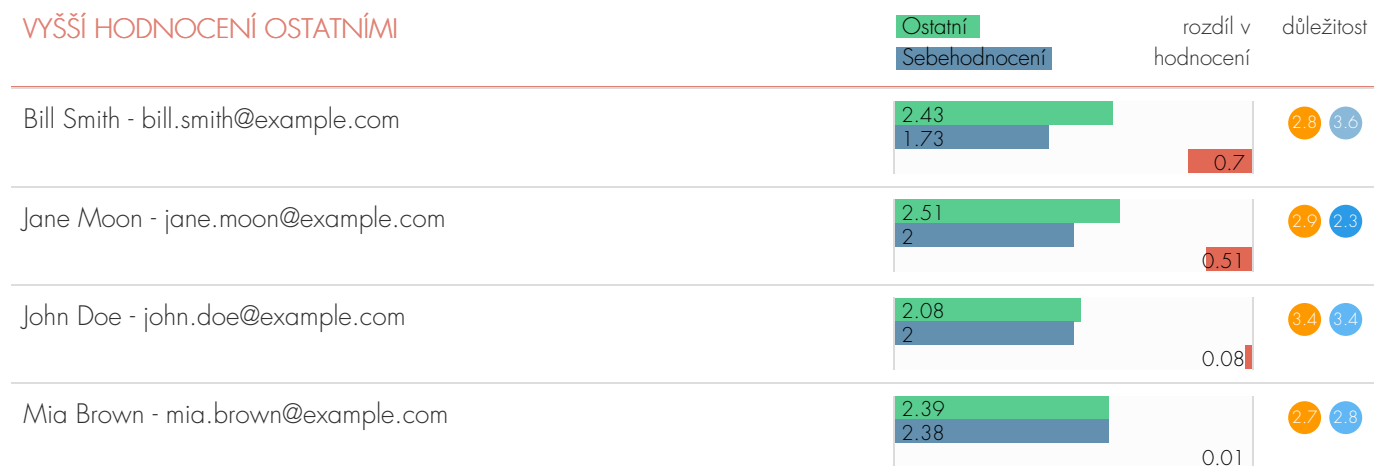 VYŠŠÍ HODNOCENÍ OSTATNÍMI
Ostatní rozdíl v důležitost
Sebehodnocení hodnocení
Bill Smith - bill.smith@example.com 2.43 2.8 3.6
1.73
0.7
Jane Moon - jane.moon@example.com 2.51 2.9 2.3
2
0.51
John Doe - john.doe@example.com 2.08 3.4 3.4
2
0.08
Mia Brown - mia.brown@example.com 2.39 2.7 2.8
2.38
0.01